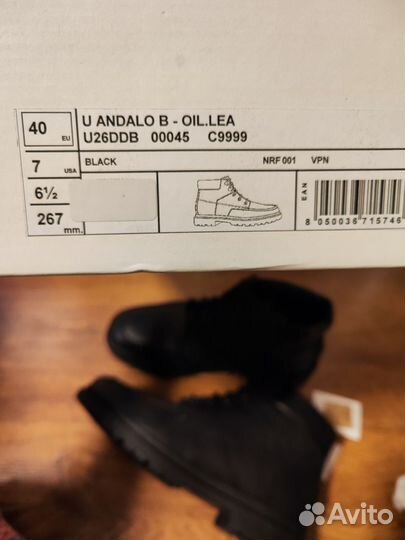 40 EU
U ANDALO B - OIL.LEA
U26DDB 00045 C9999
7 USA
BLACK NRF 001 VPN
6½
267 mm.
EAN
8 050036 715746
Avito